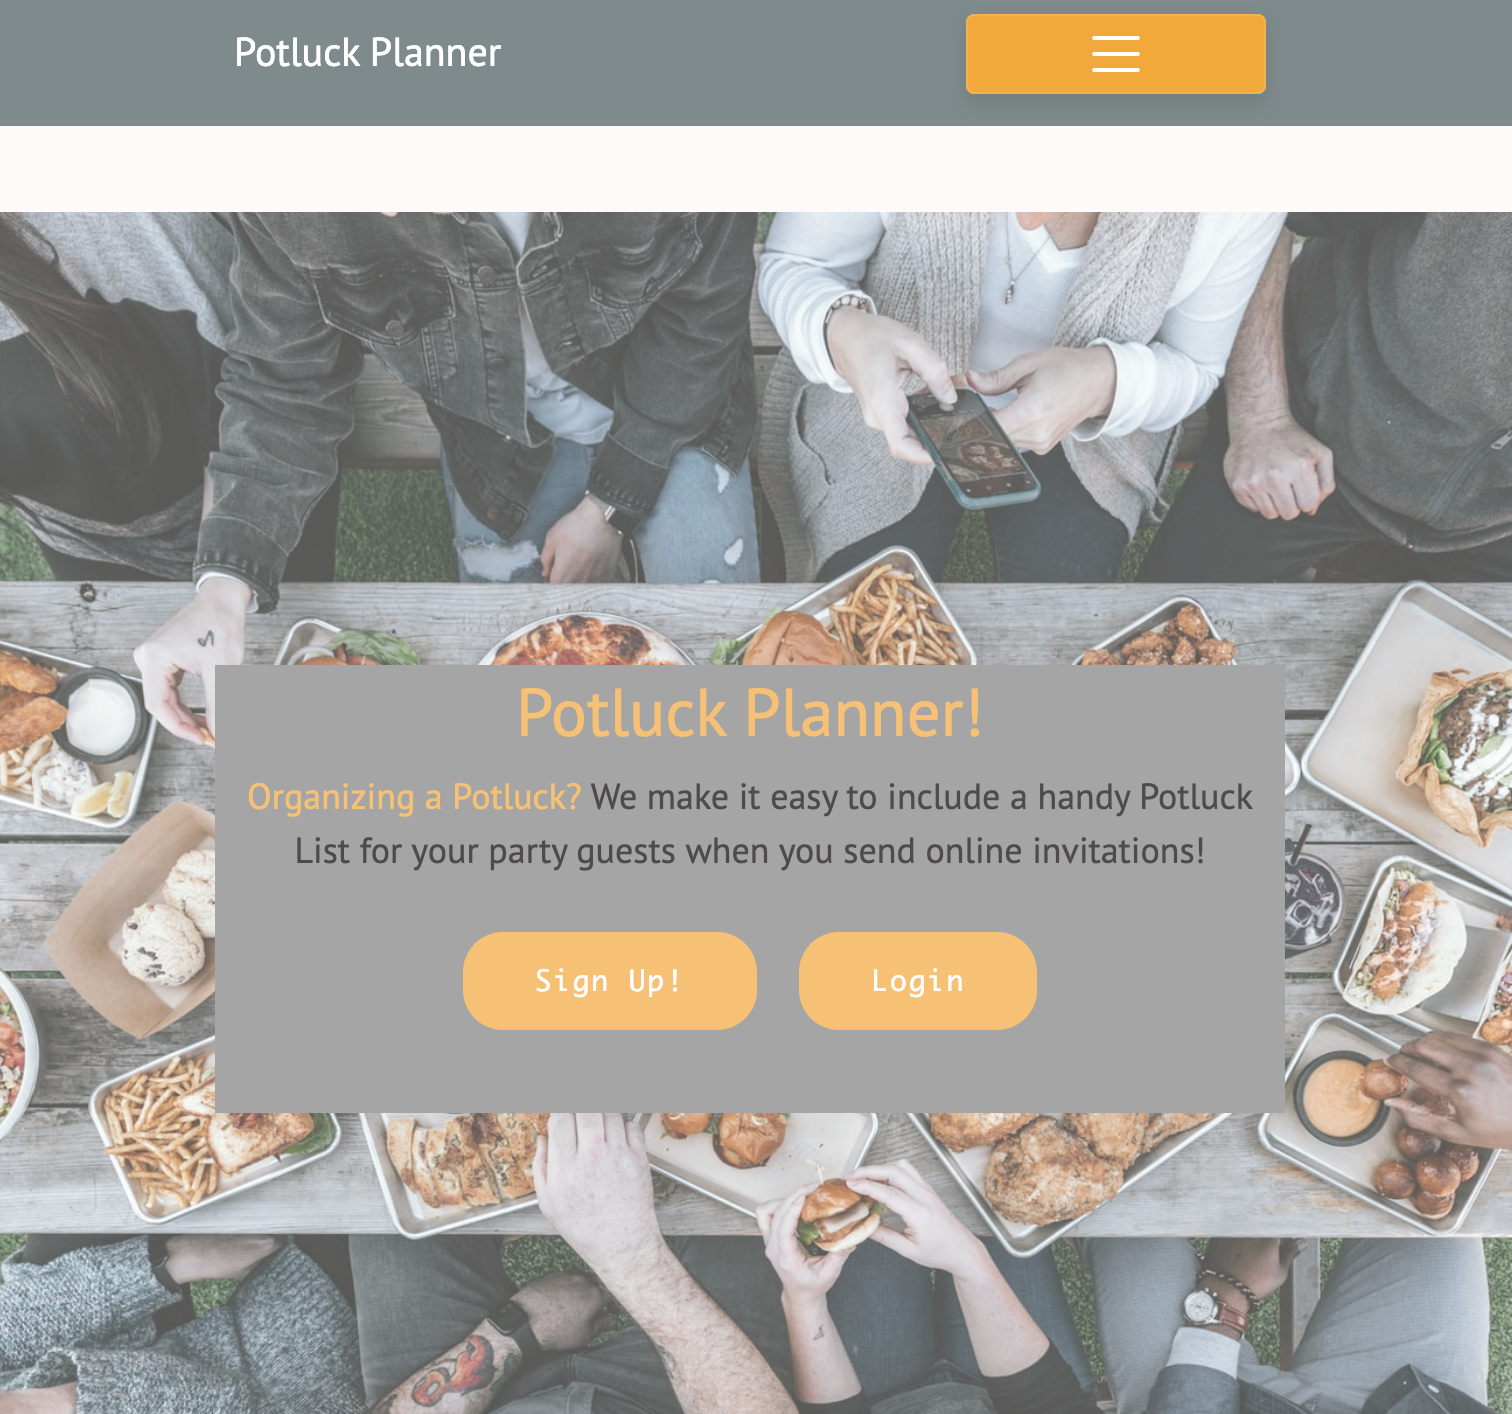 Potluck Planner
Potluck Planner!
Organizing a Potluck? We make it easy to include a handy Potluck
List for your party guests when you send online invitations!
Sign Up!
Login